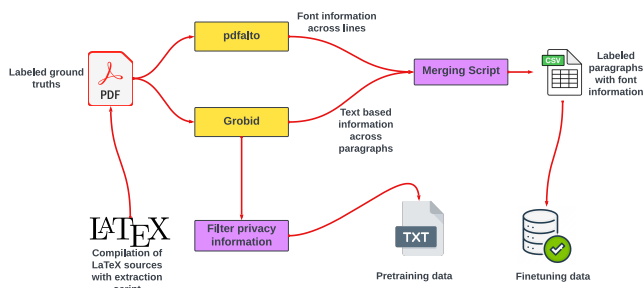 Font information
across lines
pdfalto
Labeled ground
truths
PDF
Merging Script
CSV
Labeled
paragraphs
with font
information
Grobid
Text based
information
across
paragraphs
LATEX
Compilation of
LaTeX sources
with extraction
script
Filter privacy
information
TXT
Pretraining data
Finetuning data